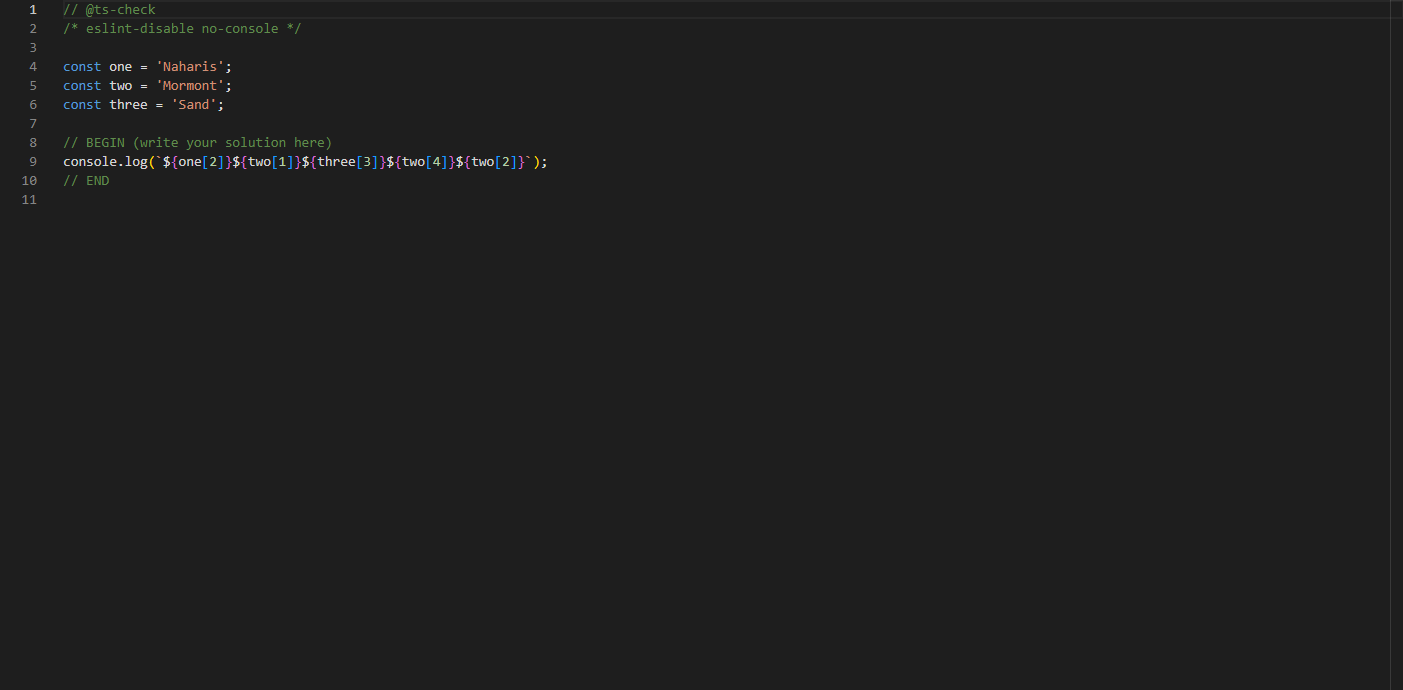 1 // @ts-check
2 /* eslint-disable no-console */
3
4 const one = 'Naharis';
5 const two = 'Mormont';
6 const three = 'Sand';
7
8 // BEGIN (write your solution here)
9 console.log(`${one[2]}${two[1]}${three[3]}${two[4]}${two[2]}`);
10 // END
11